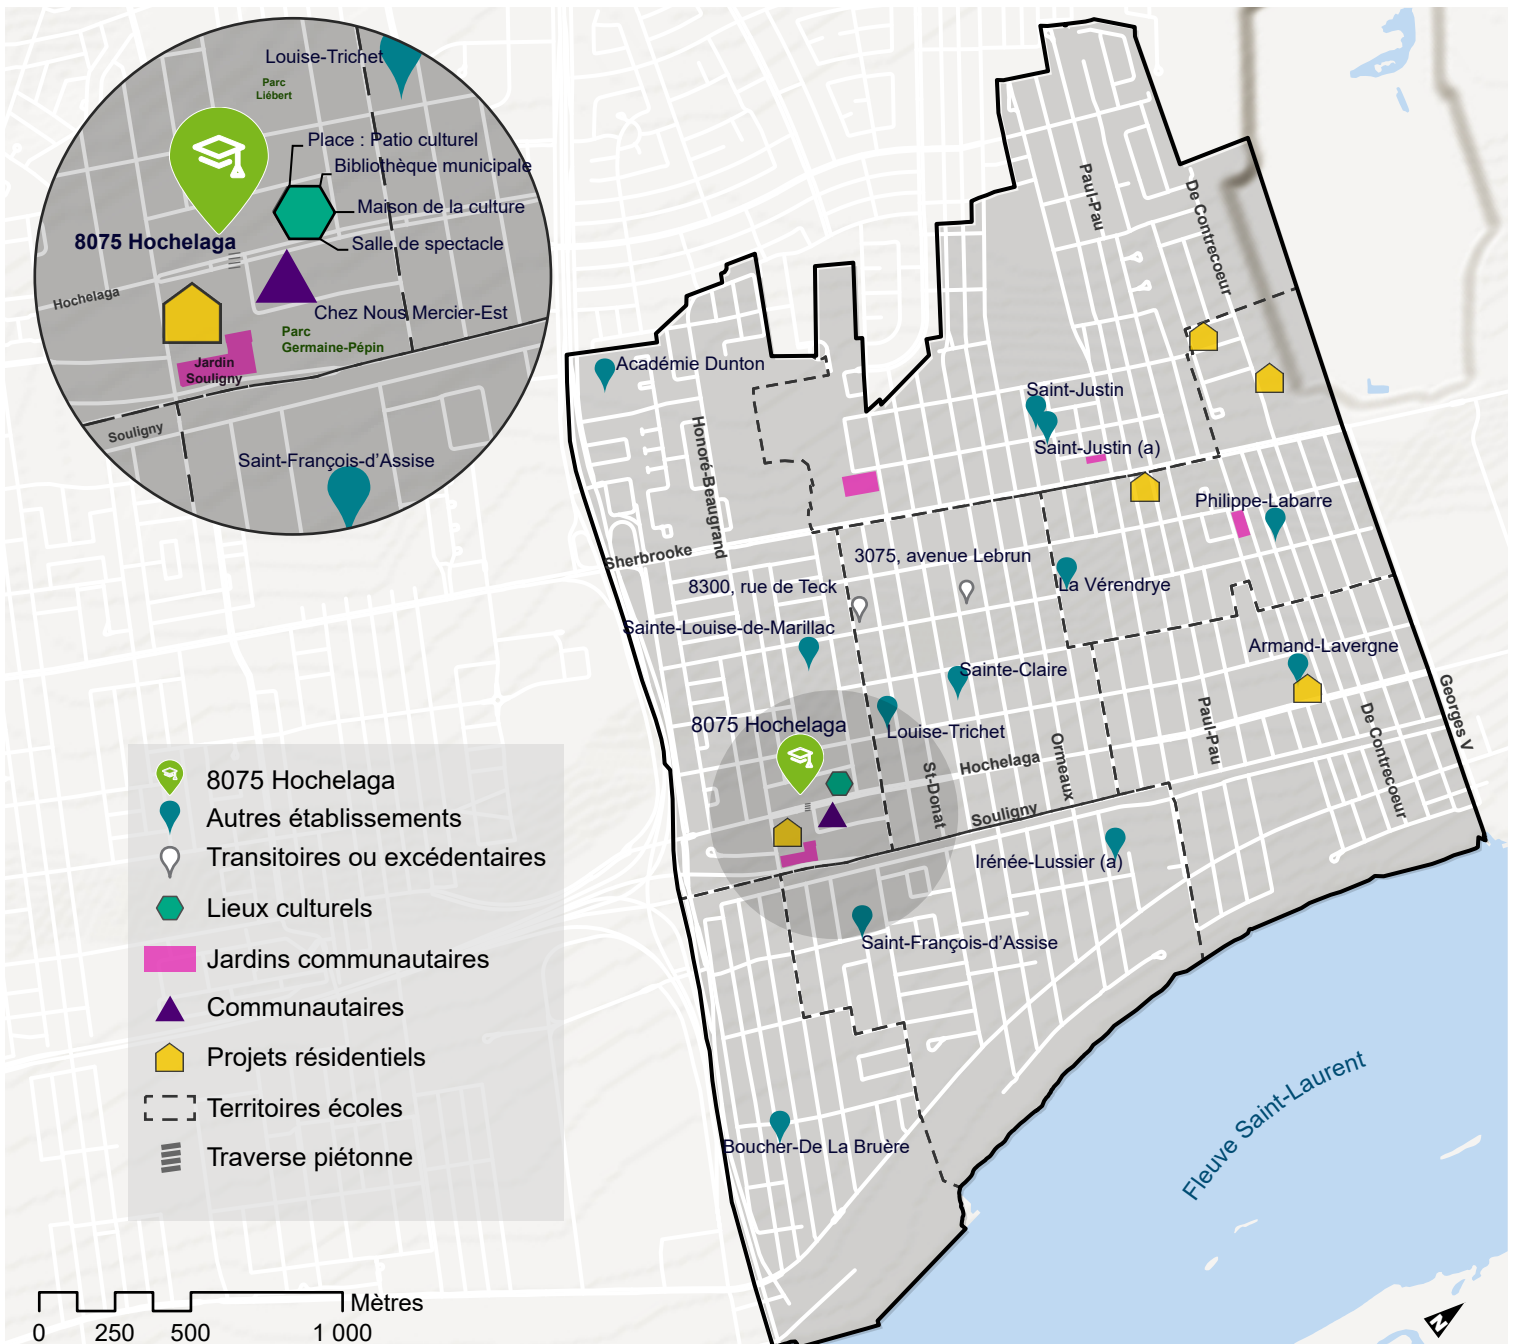 Louise-Trichet
Parc
Liébert
Place : Patio culturel
Bibliothèque municipale
Maison de la culture
Salle de spectacle
8075 Hochelaga
Hochelaga
Chez Nous Mercier-Est
Parc
Germaine-Pépin
Jardin
Souligny
Souligny
Saint-François-d'Assise
Paul-Pau
De Contrecoeur
Académie Dunton
Honoré-Beaugrand
Saint-Justin
Saint-Justin (a)
Philippe-Labarre
Sherbrooke
3075, avenue Lebrun
8300, rue de Teck
La Vérendrye
Sainte-Louise-de-Marillac
Armand-Lavergne
Sainte-Claire
Georges V
Paul-Pau
De Contrecoeur
8075 Hochelaga
Louise-Trichet
Ormeaux
Hochelaga
St-Donat
Souligny
Irénée-Lussier (a)
Saint-François-d'Assise
Boucher-De La Bruère
Fleuve Saint-Laurent
8075 Hochelaga
Autres établissements
Transitoires ou excédentaires
Lieux culturels
Jardins communautaires
Communautaires
Projets résidentiels
Territoires écoles
Traverse piétonne
Mètres
0 250 500 1 000
N